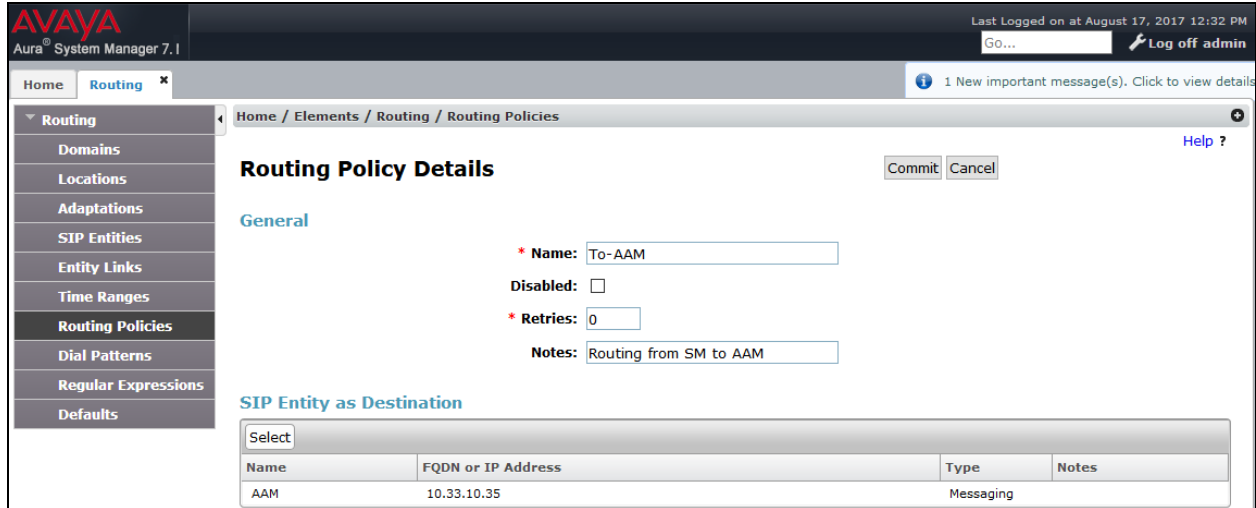 AVAYA
Aura® System Manager 7.1
Last Logged on at August 17, 2017 12:32 PM
Go...
Log off admin
Home
Routing ×
1 New important message(s). Click to view details
Routing
Domains
Locations
Adaptations
SIP Entities
Entity Links
Time Ranges
Routing Policies
Dial Patterns
Regular Expressions
Defaults
Home / Elements / Routing / Routing Policies
Help ?
Routing Policy Details
Commit Cancel
General
* Name: To-AAM
Disabled:
* Retries: 0
Notes: Routing from SM to AAM
SIP Entity as Destination
Select
Name FQDN or IP Address Type Notes
AAM 10.33.10.35 Messaging